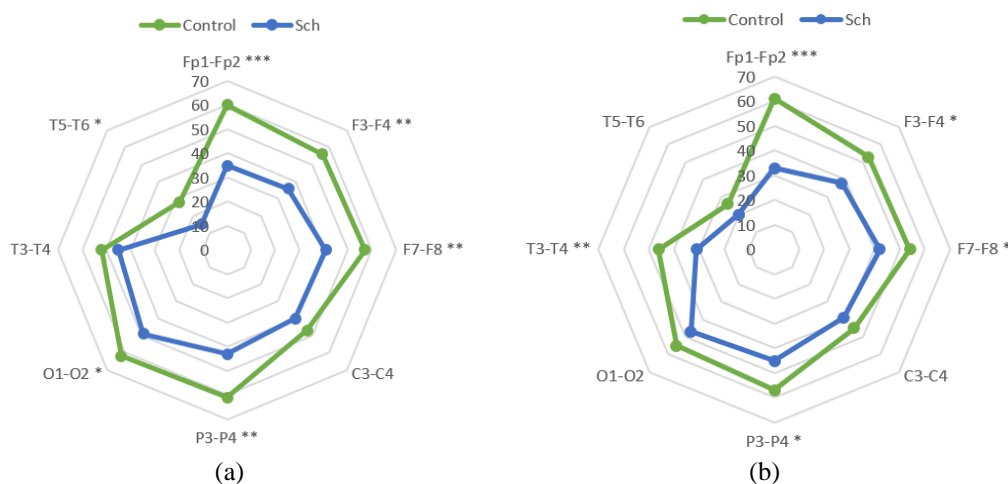 Control Sch
Fp1-Fp2 ***
70
60
50
40
30
20
10
0
F3-F4 **
F7-F8 **
C3-C4
P3-P4 **
O1-O2 *
T3-T4
T5-T6 *
(a)
Control Sch
Fp1-Fp2 ***
70
60
50
40
30
20
10
0
F3-F4 *
F7-F8 *
C3-C4
P3-P4 *
O1-O2
T3-T4 **
T5-T6
(b)